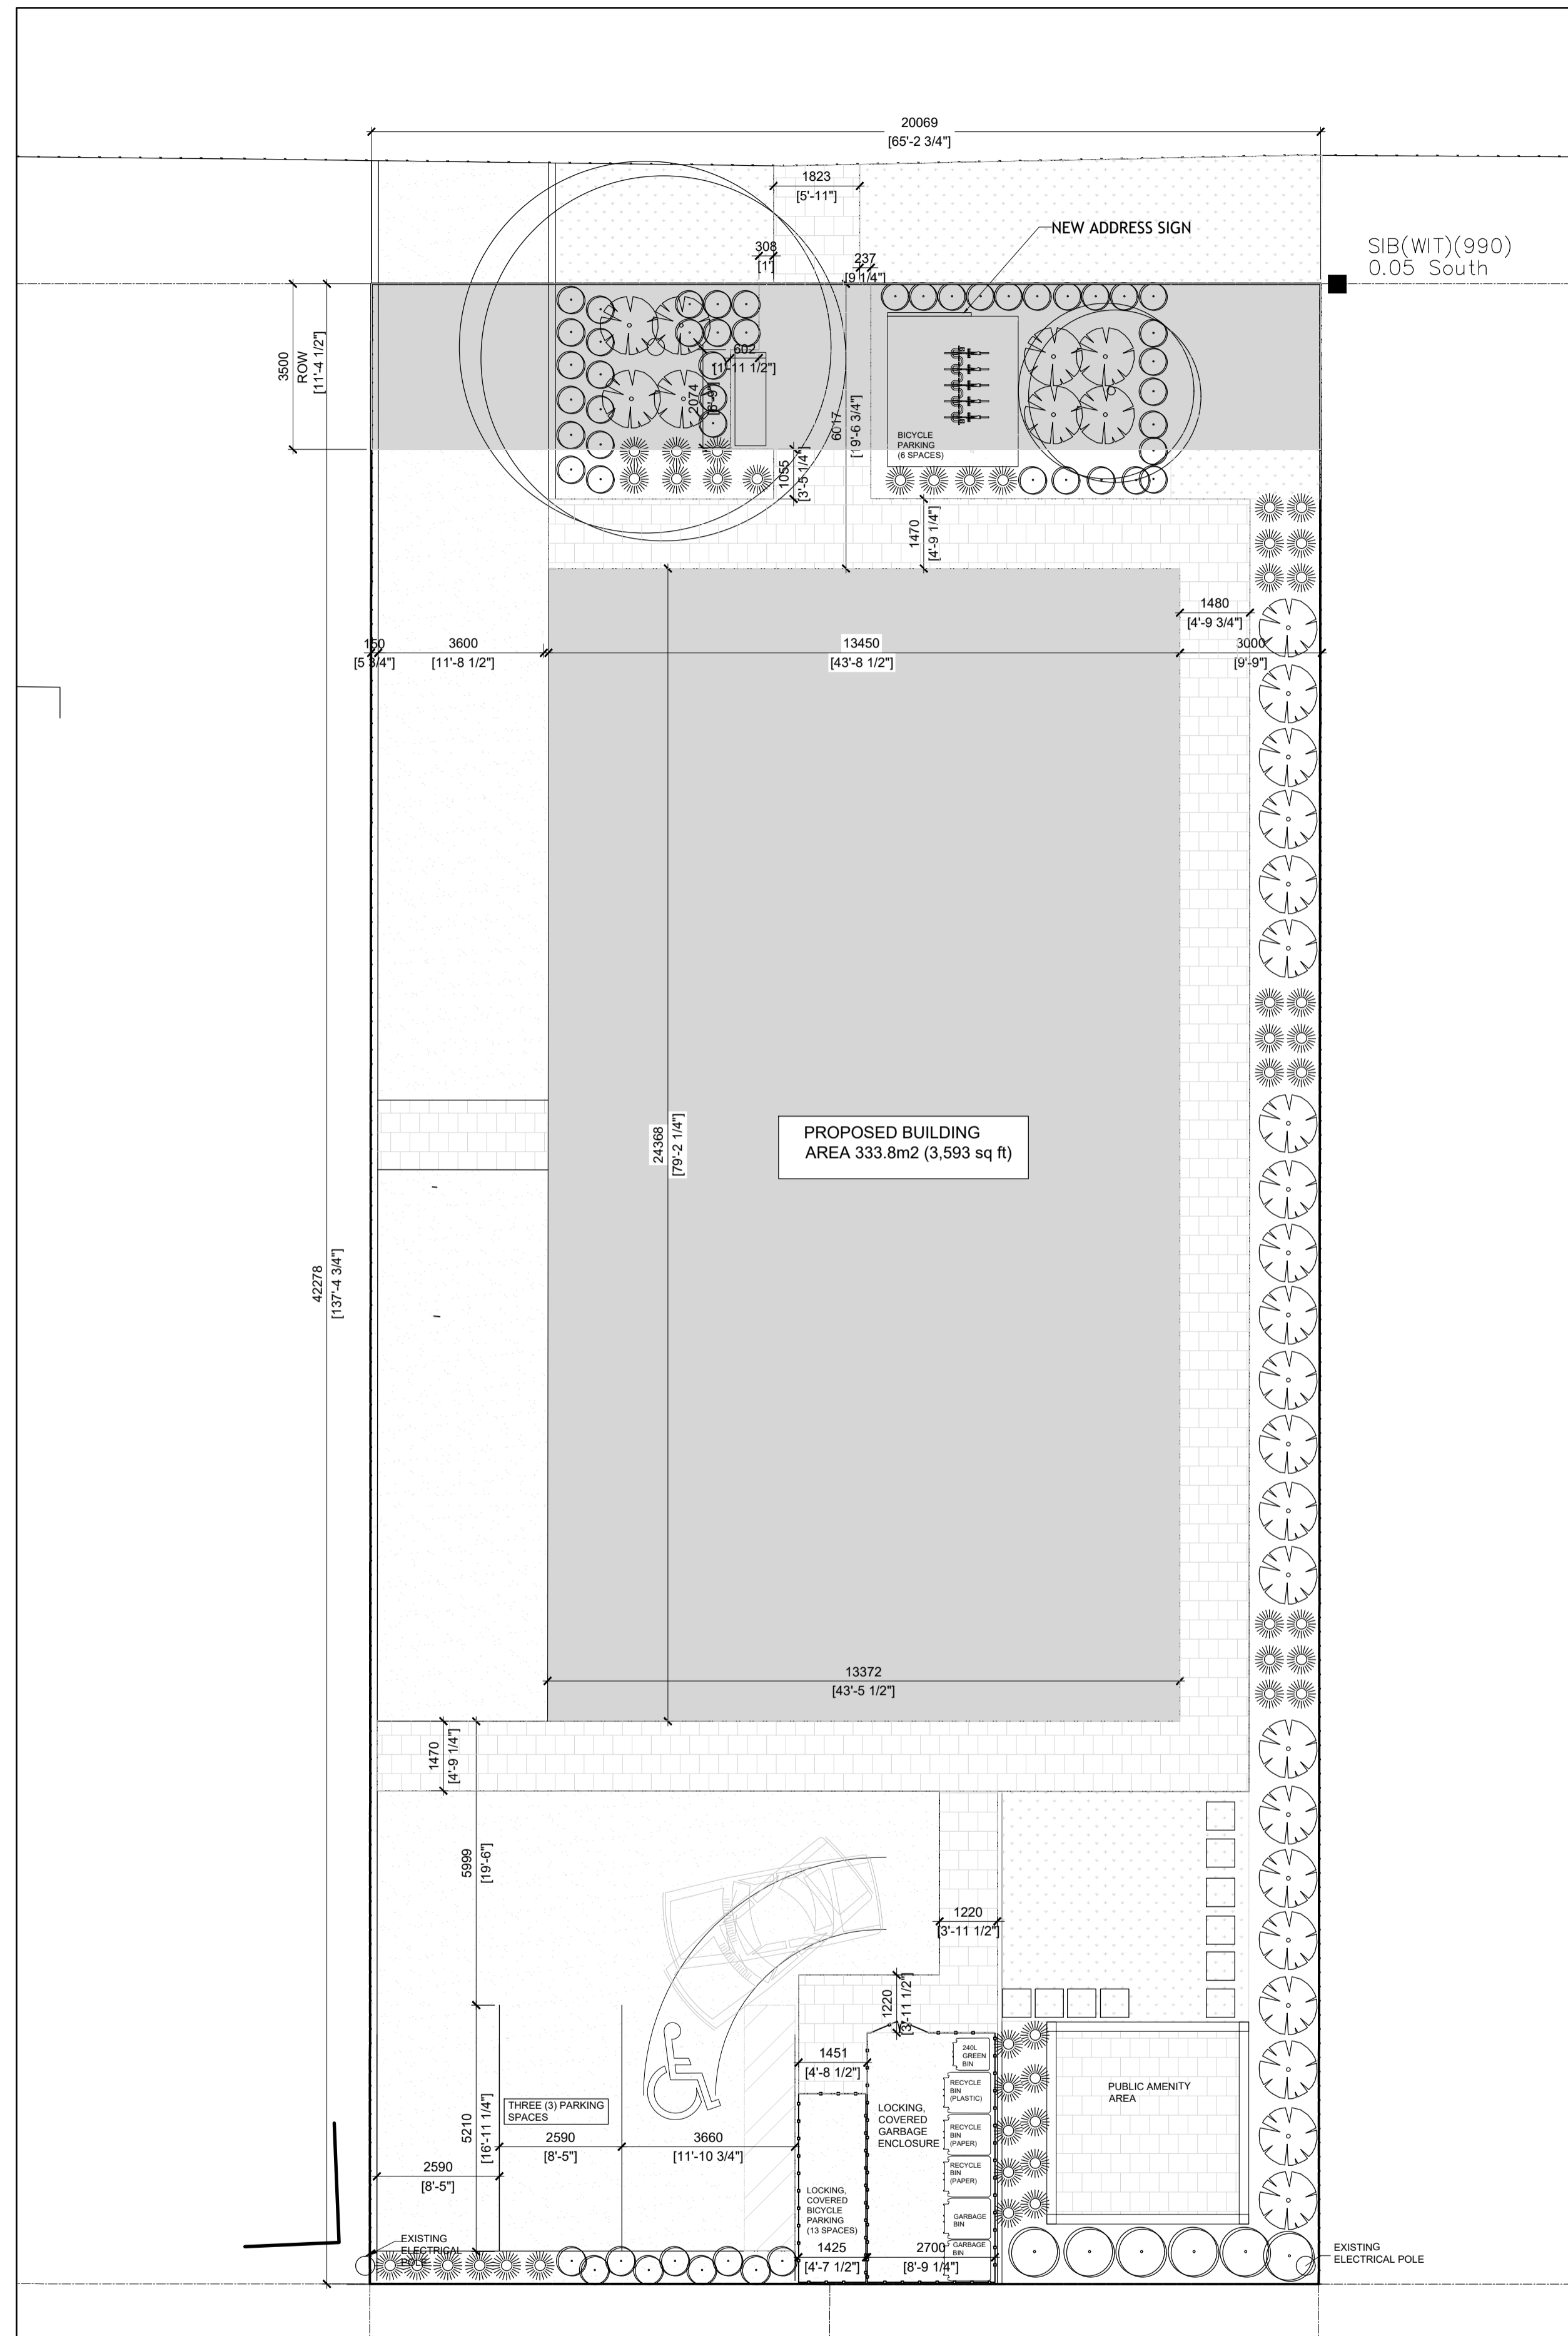 20069
[65'-2 3/4"]
1823
[5'-11"]
NEW ADDRESS SIGN
SIB(WIT)(990)
0.05 South
308
[1']
237
[9 1/4"]
3500
ROW
[11'-4 1/2"]
602
[1'-11 1/2"]
2074
[6'-9"]
6017
[19'-6 3/4"]
BICYCLE
PARKING
(6 SPACES)
1055
[3'-5 1/4"]
1470
[4'-9 1/4"]
1480
[4'-9 3/4"]
150
[5 3/4"]
3600
[11'-8 1/2"]
13450
[43'-8 1/2"]
3000
[9'-9"]
24368
[79'-2 1/4"]
PROPOSED BUILDING
AREA 333.8m2 (3,593 sq ft)
42278
[137'-4 3/4"]
13372
[43'-5 1/2"]
1470
[4'-9 1/4"]
5999
[19'-6"]
1220
[3'-11 1/2"]
1220
[3'-11 1/2"]
1451
[4'-8 1/2"]
240L
GREEN
BIN
RECYCLE
BIN
(PLASTIC)
RECYCLE
BIN
(PAPER)
RECYCLE
BIN
(PAPER)
GARBAGE
BIN
GARBAGE
BIN
LOCKING,
COVERED
GARBAGE
ENCLOSURE
PUBLIC AMENITY
AREA
THREE (3) PARKING
SPACES
5210
[16'-11 1/4"]
2590
[8'-5"]
3660
[11'-10 3/4"]
2590
[8'-5"]
LOCKING,
COVERED
BICYCLE
PARKING
(13 SPACES)
1425
[4'-7 1/2"]
2700
[8'-9 1/4"]
EXISTING
ELECTRICAL
POLE
EXISTING
ELECTRICAL POLE